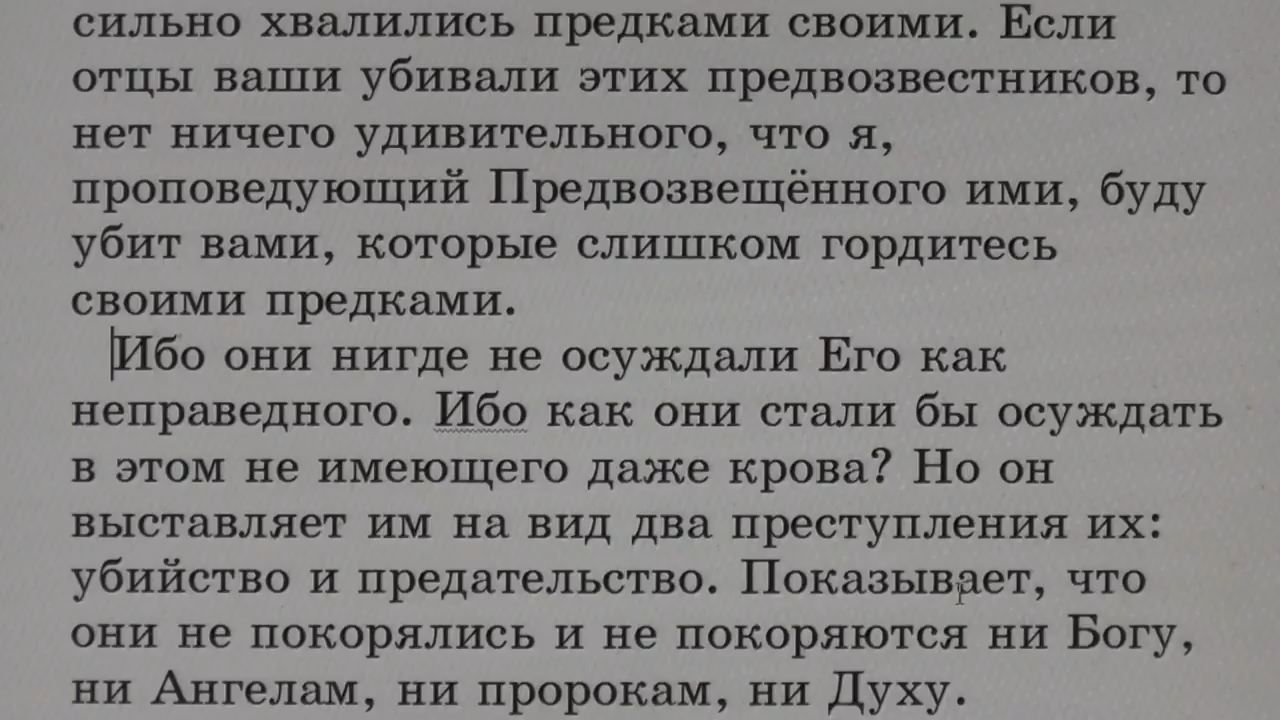 сильно хвалились предками своими. Если
отцы ваши убивали этих предвозвестников, то
нет ничего удивительного, что я,
проповедующий Предвозвещённого ими, буду
убит вами, которые слишком гордитесь
своими предками.
Ибо они нигде не осуждали Его как
неправедного. Ибо как они стали бы осуждать
в этом не имеющего даже крова? Но он
выставляет им на вид два преступления их:
убийство и предательство. Показывает, что
они не покорялись и не покоряются ни Богу,
ни Ангелам, ни пророкам, ни Духу.